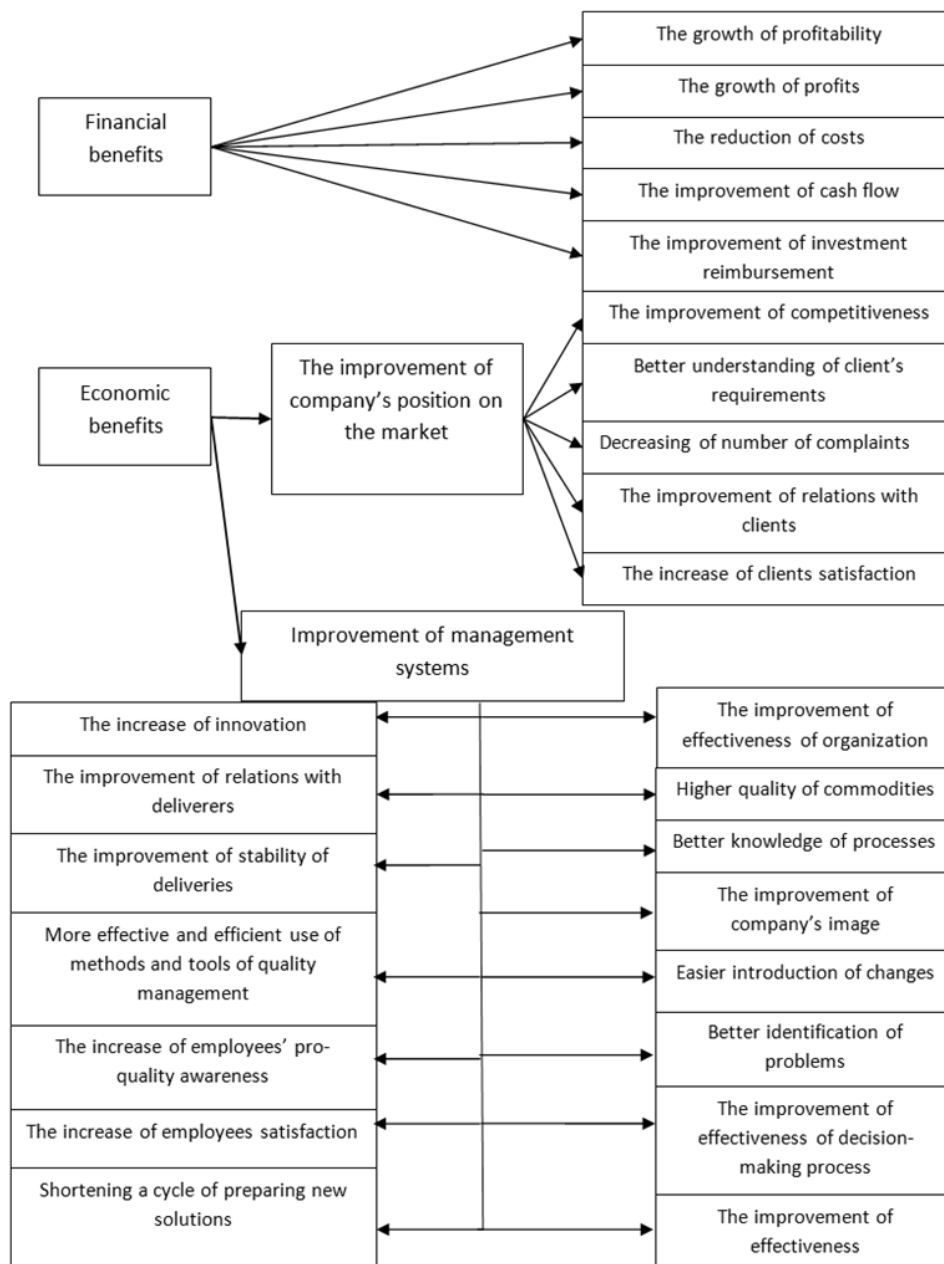 Financial
benefits
The growth of profitability
The growth of profits
The reduction of costs
The improvement of cash flow
The improvement of investment
reimbursement
Economic
benefits
The improvement of
company's position on
the market
The improvement of competitiveness
Better understanding of client's
requirements
Decreasing of number of complaints
The improvement of relations with
clients
The increase of clients satisfaction
Improvement of management
systems
The increase of innovation
The improvement of relations with
deliverers
The improvement of stability of
deliveries
More effective and efficient use of
methods and tools of quality
management
The increase of employees' pro-
quality awareness
The increase of employees satisfaction
Shortening a cycle of preparing new
solutions
The improvement of
effectiveness of organization
Higher quality of commodities
Better knowledge of processes
The improvement of
company's image
Easier introduction of changes
Better identification of
problems
The improvement of
effectiveness of decision-
making process
The improvement of
effectiveness